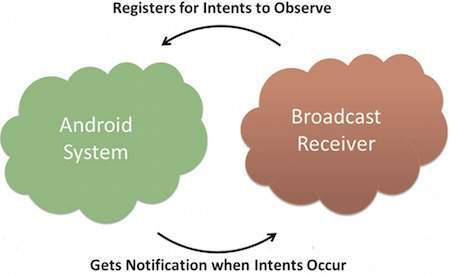 Registers for Intents to Observe
Android
System
Broadcast
Receiver
Gets Notification when Intents Occur